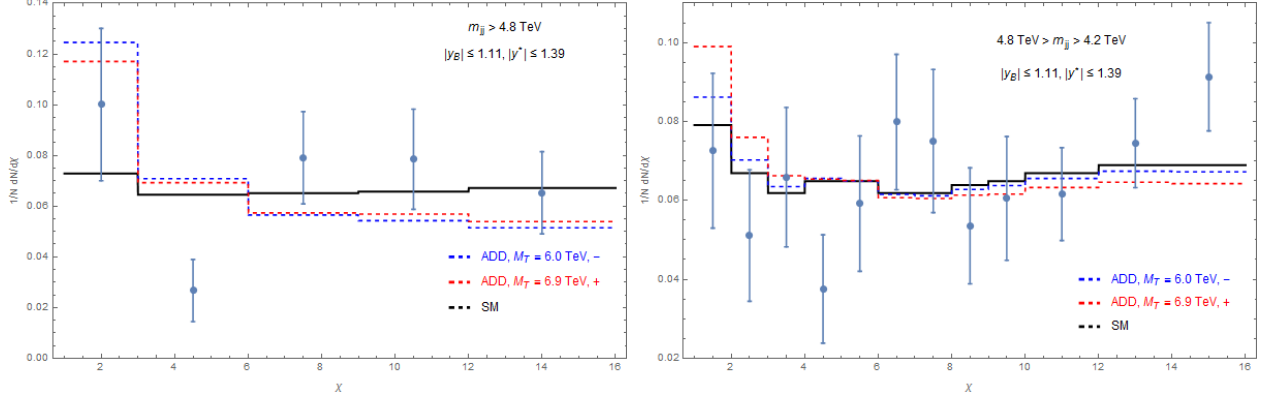 0.14
0.12
0.10
0.08
0.06
0.04
0.02
0.00
1/N dN/dχ
m_jj > 4.8 TeV
|y_B| ≤ 1.11, |y*| ≤ 1.39
ADD, M_T = 6.0 TeV, −
ADD, M_T = 6.9 TeV, +
SM
2 4 6 8 10 12 14 16
χ
0.10
0.08
0.06
0.04
0.02
1/N dN/dχ
4.8 TeV > m_jj > 4.2 TeV
|y_B| ≤ 1.11, |y*| ≤ 1.39
ADD, M_T = 6.0 TeV, −
ADD, M_T = 6.9 TeV, +
SM
2 4 6 8 10 12 14 16
χ